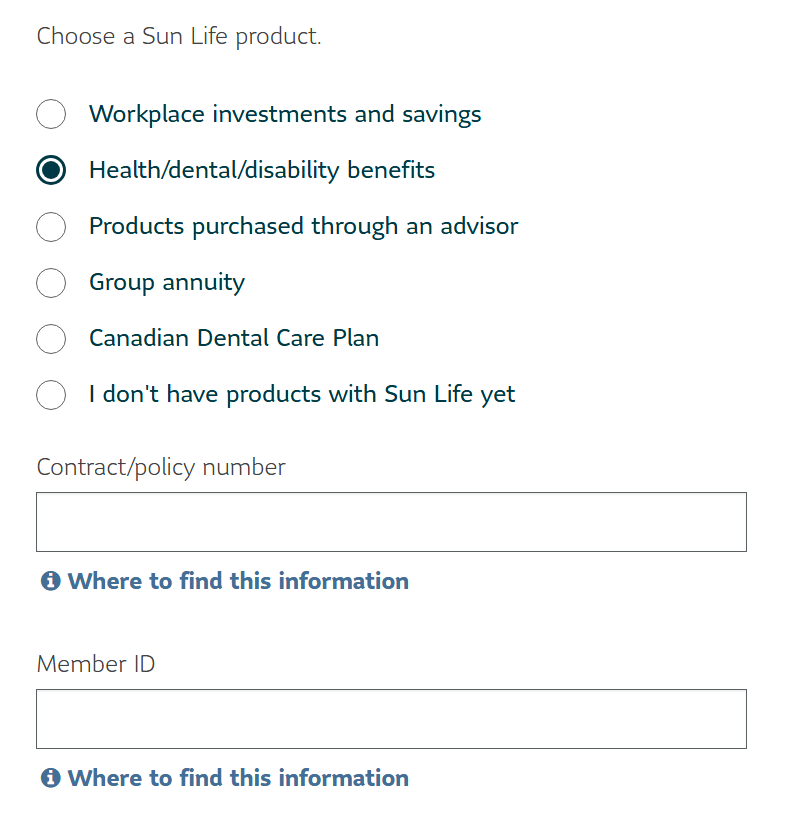 Choose a Sun Life product.
Workplace investments and savings
Health/dental/disability benefits
Products purchased through an advisor
Group annuity
Canadian Dental Care Plan
I don't have products with Sun Life yet
Contract/policy number
Where to find this information
Member ID
Where to find this information